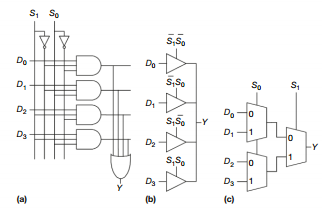 S₁ S₀
D₀
D₁
D₂
D₃
Y
(a)
S̅₁S̅₀
D₀
S̅₁S₀
D₁
S₁S̅₀
D₂
S₁S₀
D₃
Y
(b)
S₀ S₁
D₀ 0
D₁ 1
D₂ 0
D₃ 1
0
1
Y
(c)